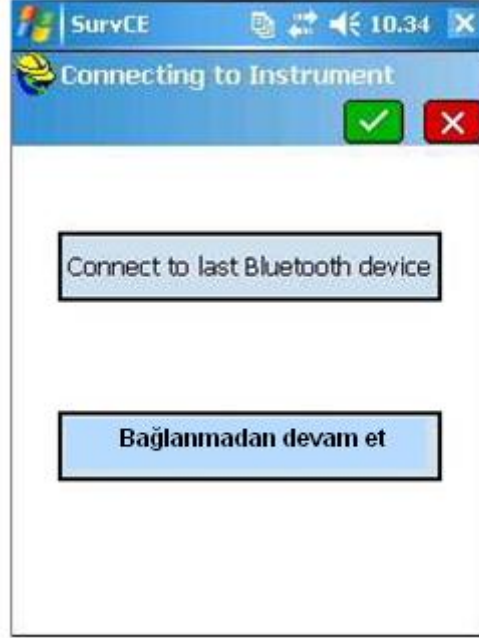 SurvCE 10.34
Connecting to Instrument
Connect to last Bluetooth device
Bağlanmadan devam et